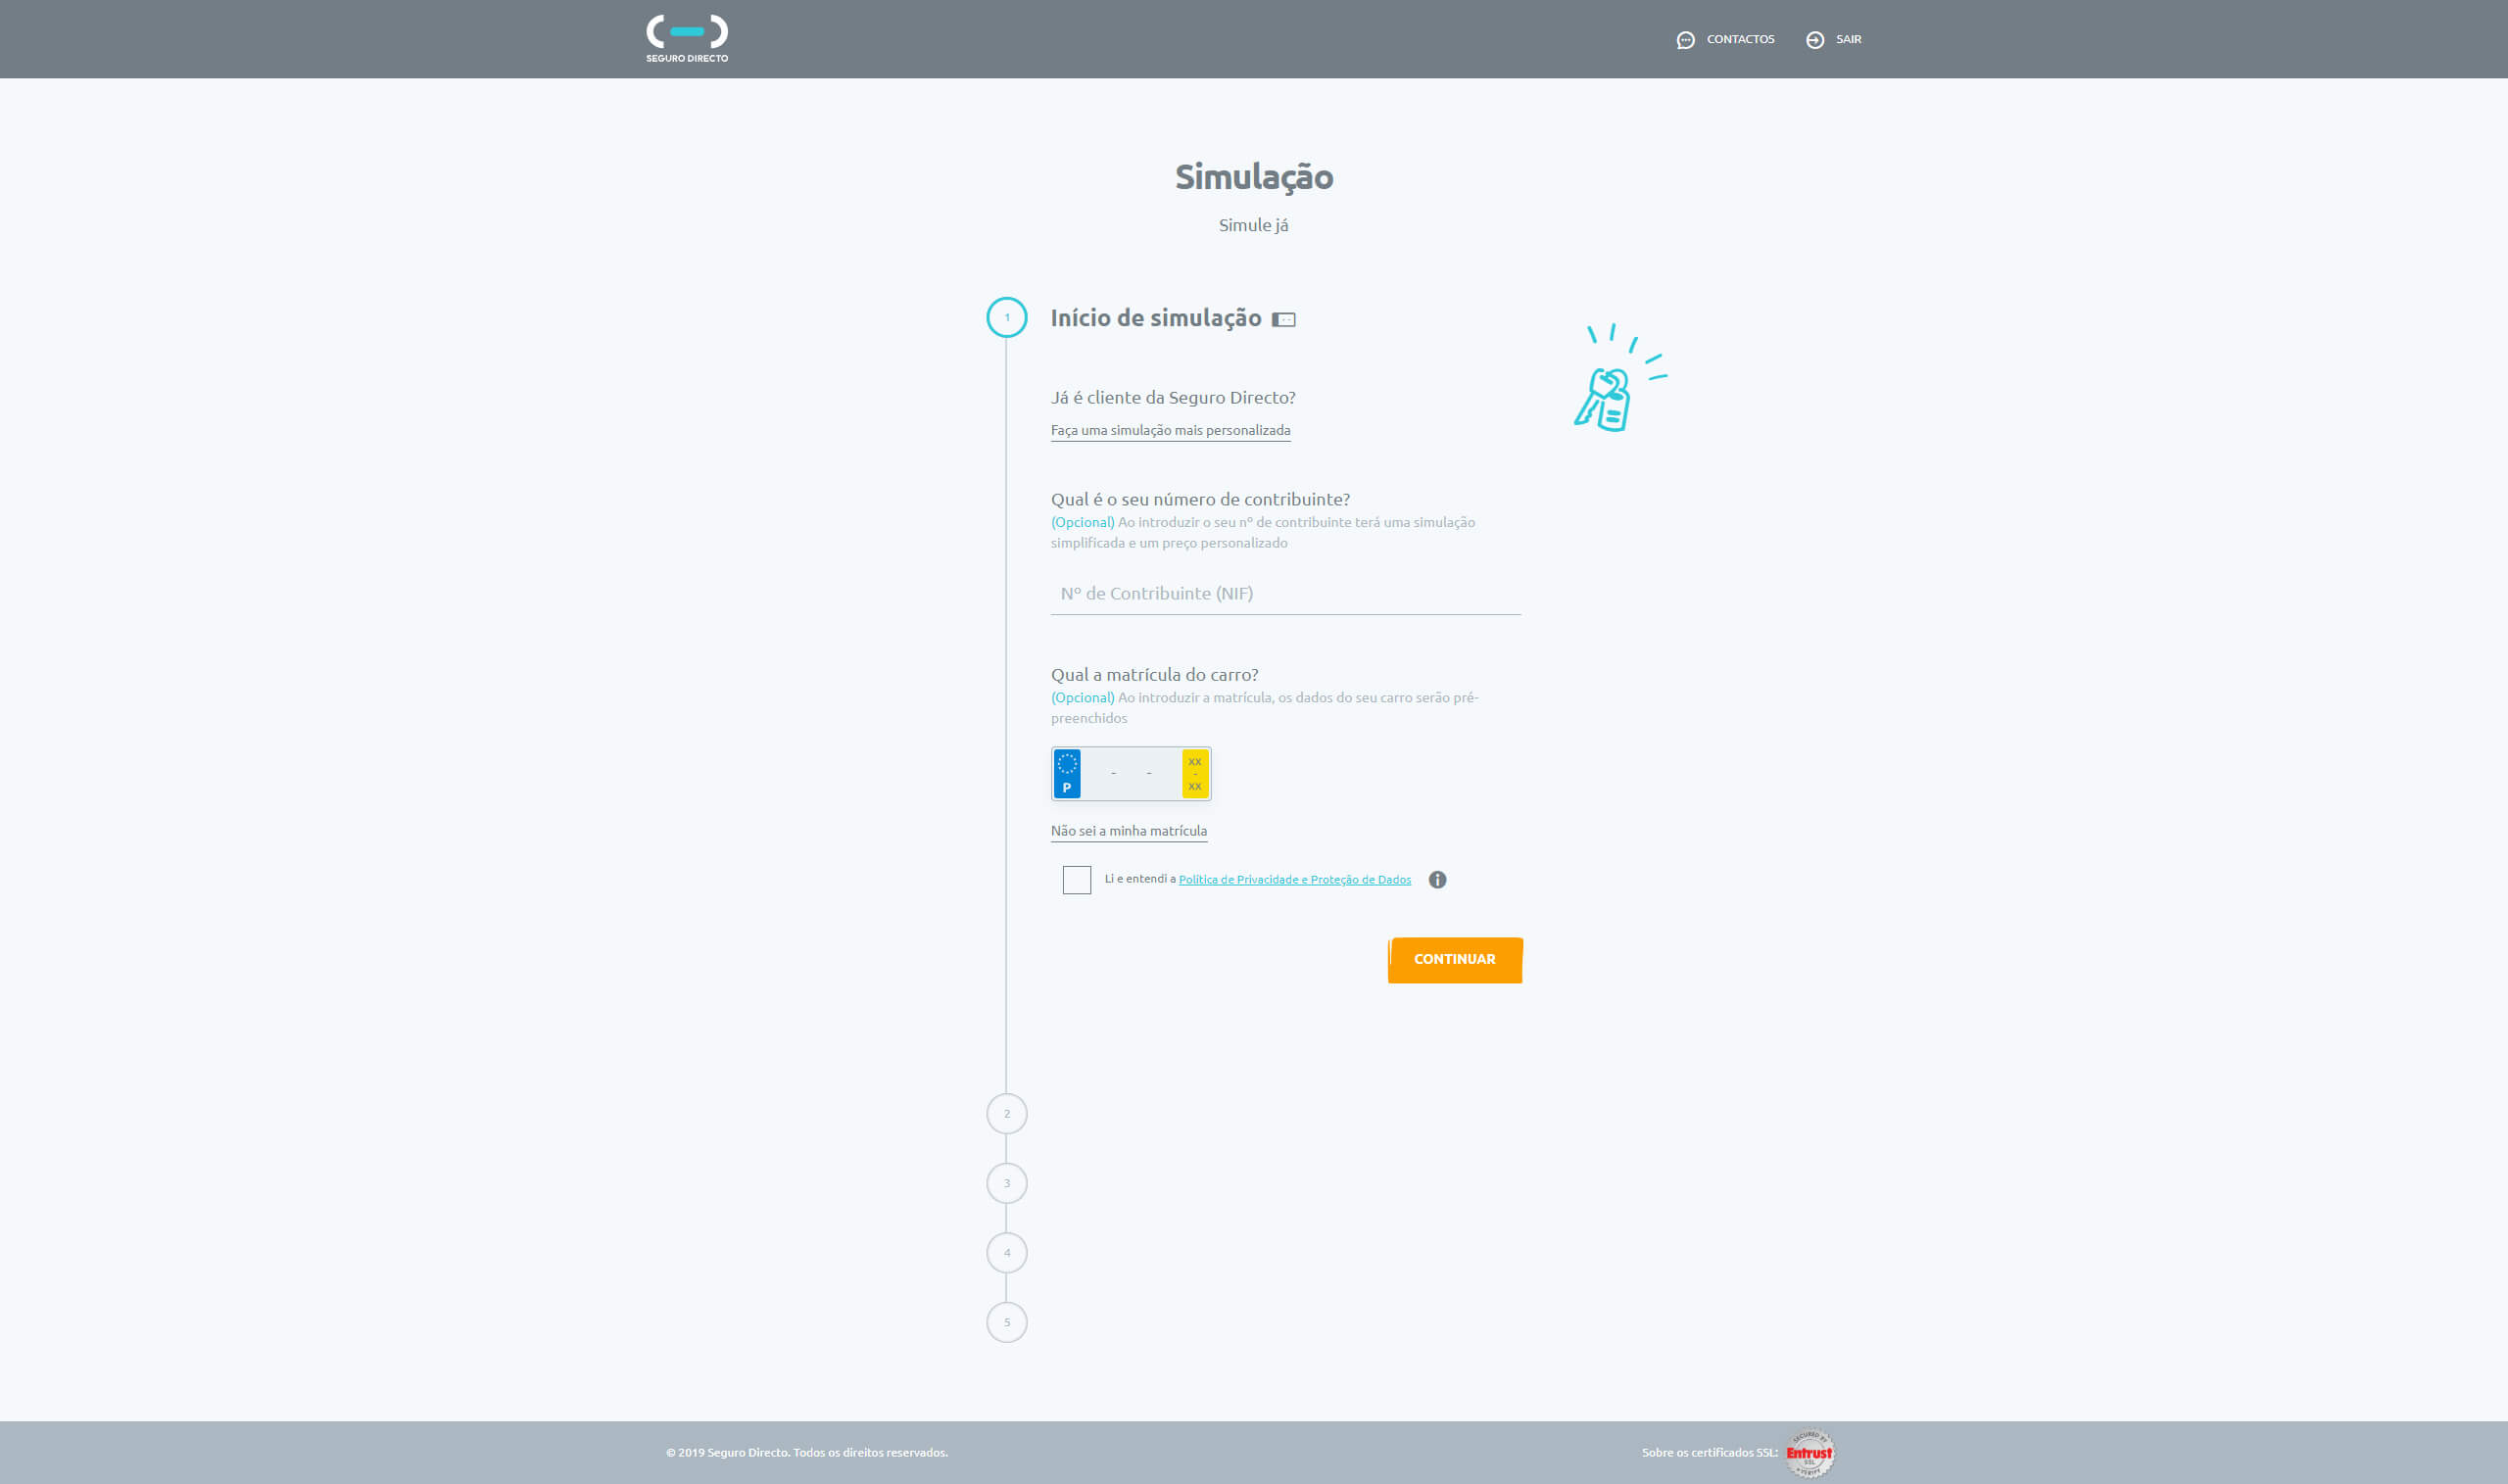 SEGURO DIRECTO
CONTACTOS
SAIR
Simulação
Simule já
1
Início de simulação
Já é cliente da Seguro Directo?
Faça uma simulação mais personalizada
Qual é o seu número de contribuinte?
(Opcional) Ao introduzir o seu nº de contribuinte terá uma simulação
simplificada e um preço personalizado
Nº de Contribuinte (NIF)
Qual a matrícula do carro?
(Opcional) Ao introduzir a matrícula, os dados do seu carro serão pré-
preenchidos
P - - XX
-
XX
Não sei a minha matrícula
Li e entendi a Política de Privacidade e Proteção de Dados
CONTINUAR
2
3
4
5
© 2019 Seguro Directo. Todos os direitos reservados.
Sobre os certificados SSL:
SECURED BY
Entrust
SSL
VERIFY